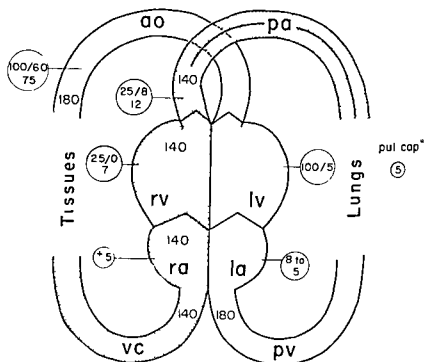 ao
pa
100/60
75
180
140
25/8
12
140
25/0
7
100/5
pul cap*
5
Tissues
Lungs
rv
lv
140
+5
8 to
5
ra
la
140
180
vc
pv